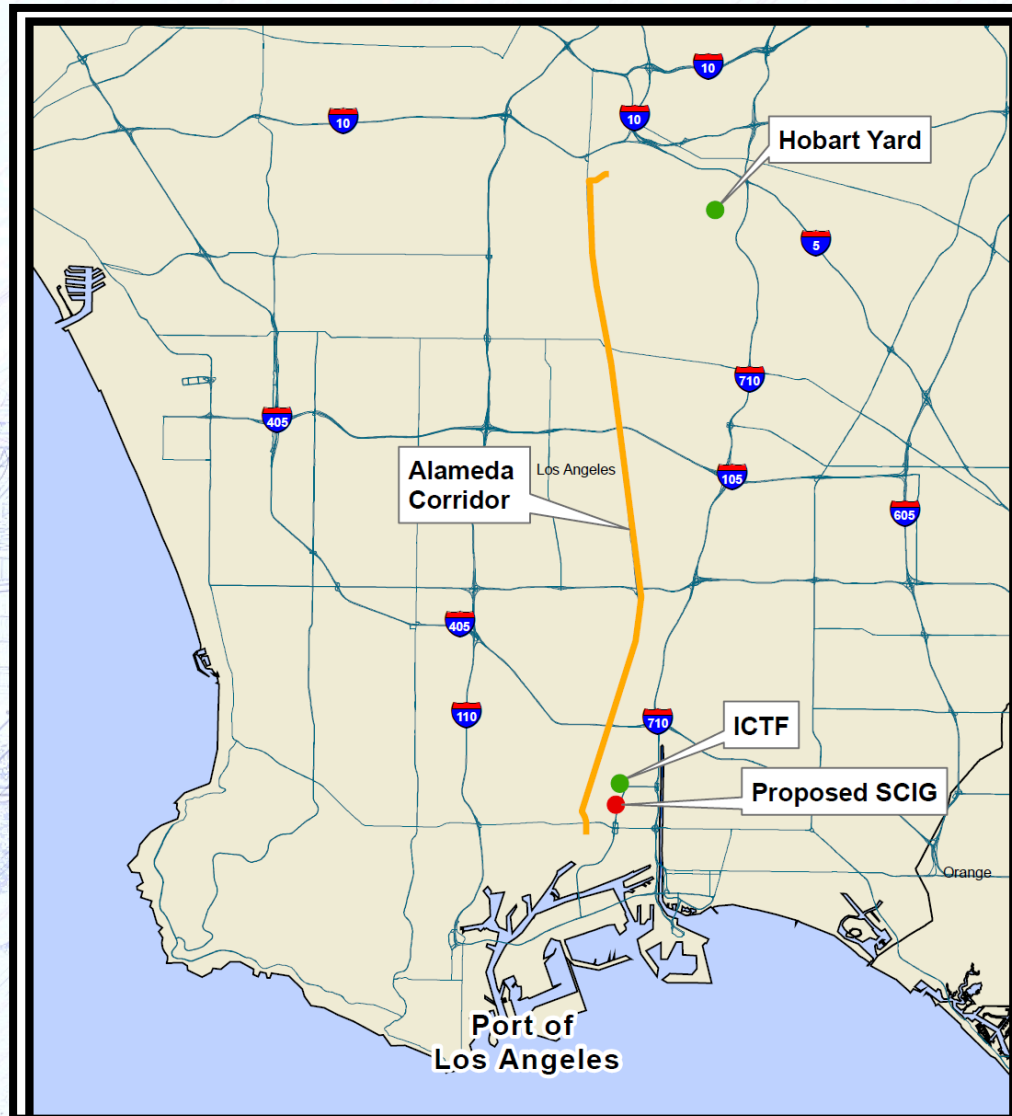 10
10
10
Hobart Yard
5
710
405
Alameda
Corridor
Los Angeles
105
605
405
110
710
ICTF
Proposed SCIG
Orange
Port of
Los Angeles